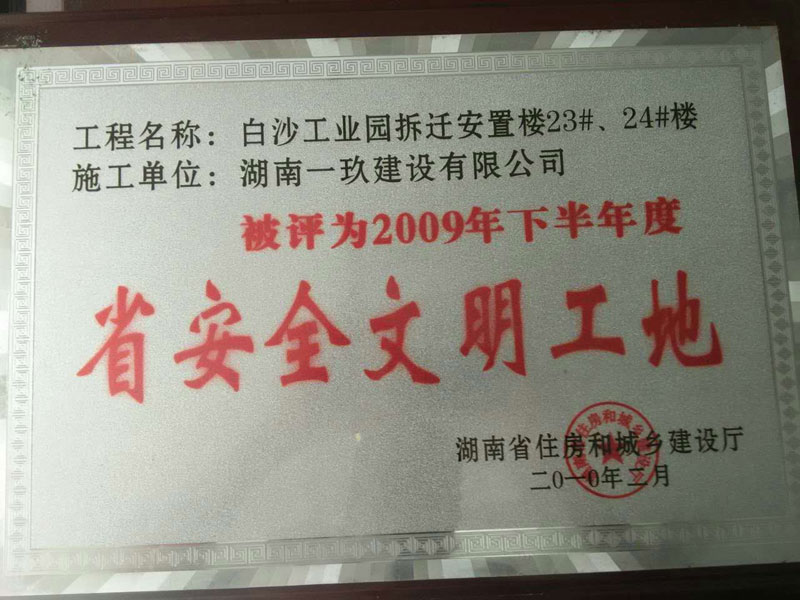 工程名称：白沙工业园拆迁安置楼23#、24#楼
施工单位：湖南一玖建设有限公司
被评为2009年下半年度
省安全文明工地
湖南省住房和城乡建设厅
二0一0年二月